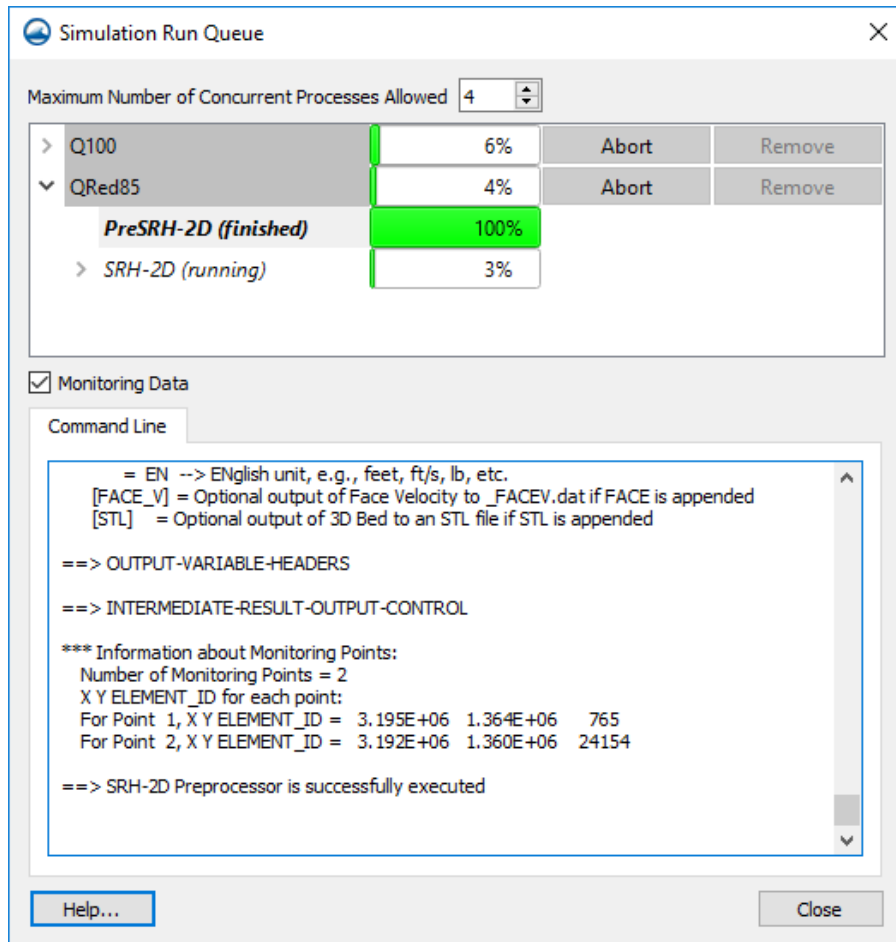 Simulation Run Queue
Maximum Number of Concurrent Processes Allowed 4
Q100 6% Abort Remove
QRed85 4% Abort Remove
PreSRH-2D (finished) 100%
SRH-2D (running) 3%
Monitoring Data
Command Line
= EN --> ENglish unit, e.g., feet, ft/s, lb, etc.
[FACE_V] = Optional output of Face Velocity to _FACEV.dat if FACE is appended
[STL] = Optional output of 3D Bed to an STL file if STL is appended
==> OUTPUT-VARIABLE-HEADERS
==> INTERMEDIATE-RESULT-OUTPUT-CONTROL
*** Information about Monitoring Points:
Number of Monitoring Points = 2
X Y ELEMENT_ID for each point:
For Point 1, X Y ELEMENT_ID = 3.195E+06 1.364E+06 765
For Point 2, X Y ELEMENT_ID = 3.192E+06 1.360E+06 24154
==> SRH-2D Preprocessor is successfully executed
Help... Close